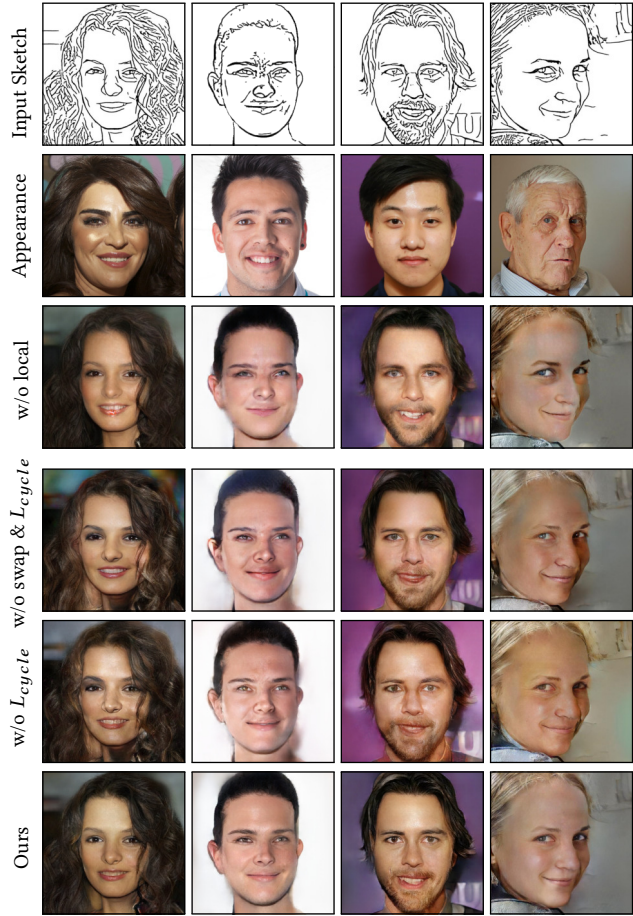 Input Sketch
Appearance
w/o local
w/o swap & L_cycle
w/o L_cycle
Ours